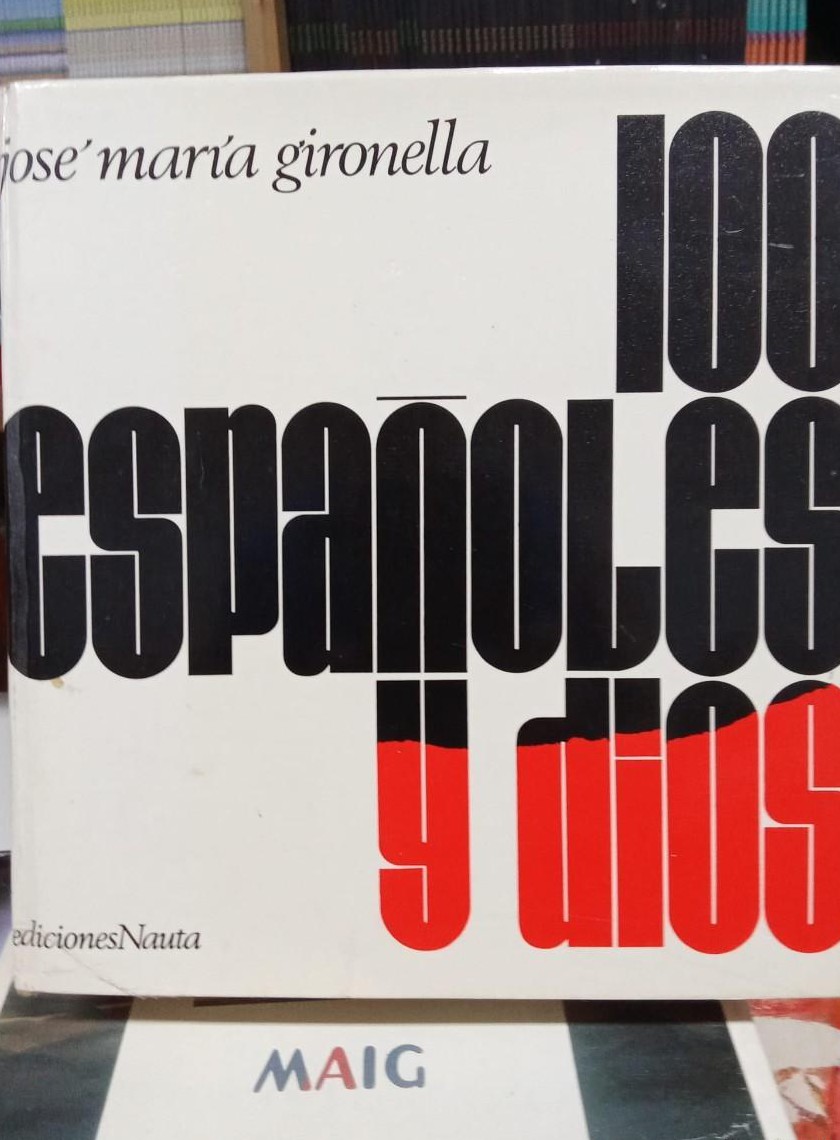 josé maría gironella
100
españoles
y dios
edicionesNauta
MAIG